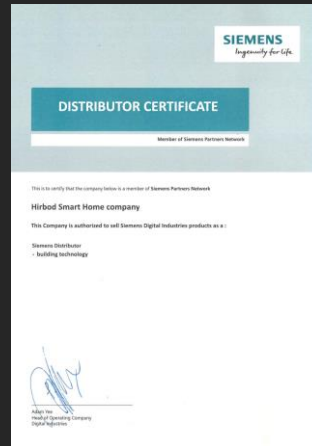 SIEMENS
Ingenuity for life
DISTRIBUTOR CERTIFICATE
Member of Siemens Partners Network
This is to certify that the company below is a member of Siemens Partners Network
Hirbod Smart Home company
This Company is authorized to sell Siemens Digital Industries products as a :
Siemens Distributor
- building technology
Head of Operating Company
Digital Industries